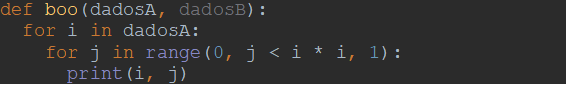 def boo(dadosA, dadosB):
  for i in dadosA:
    for j in range(0, j < i * i, 1):
      print(i, j)